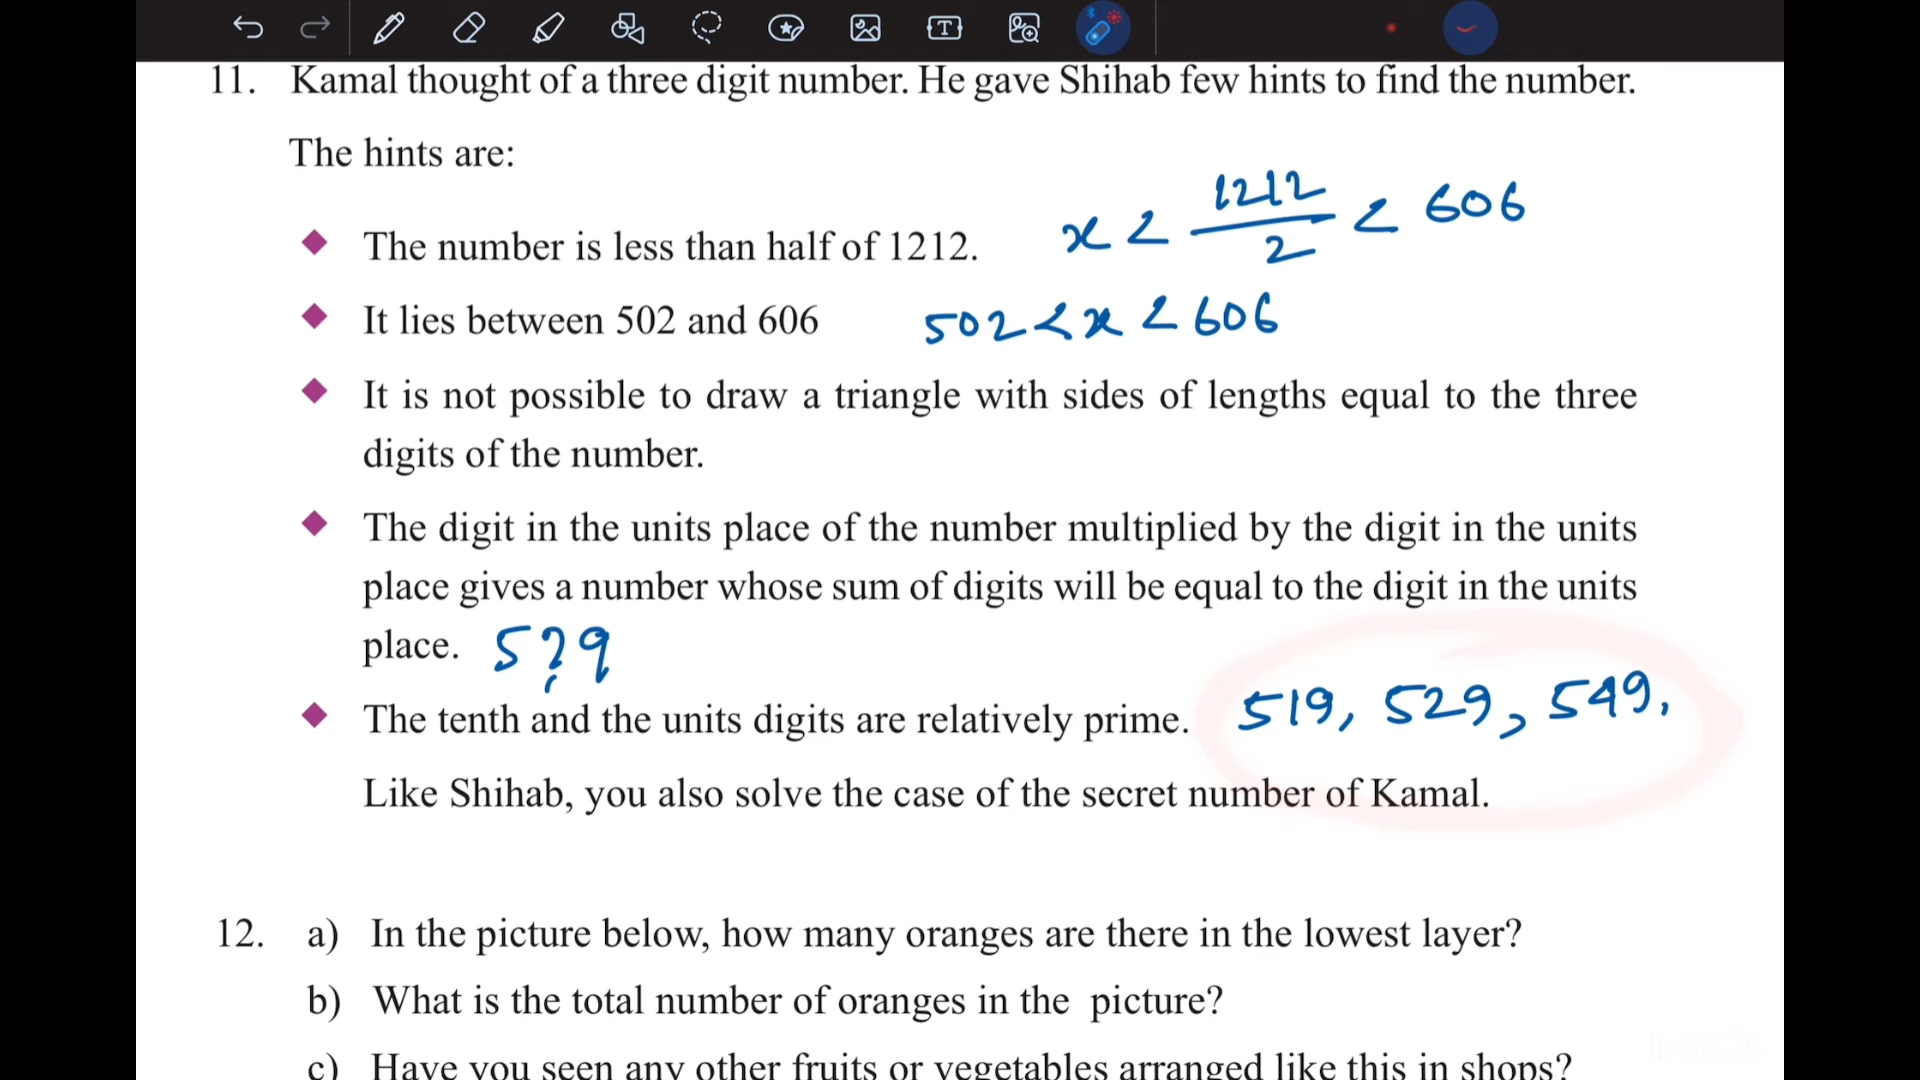 11. Kamal thought of a three digit number. He gave Shihab few hints to find the number.
The hints are:
◆ The number is less than half of 1212. x < 1212/2 < 606
◆ It lies between 502 and 606 502 < x < 606
◆ It is not possible to draw a triangle with sides of lengths equal to the three
digits of the number.
◆ The digit in the units place of the number multiplied by the digit in the units
place gives a number whose sum of digits will be equal to the digit in the units
place. 5?9
◆ The tenth and the units digits are relatively prime. 519, 529, 549,
Like Shihab, you also solve the case of the secret number of Kamal.
12. a) In the picture below, how many oranges are there in the lowest layer?
b) What is the total number of oranges in the picture?
c) Have you seen any other fruits or vegetables arranged like this in shops?